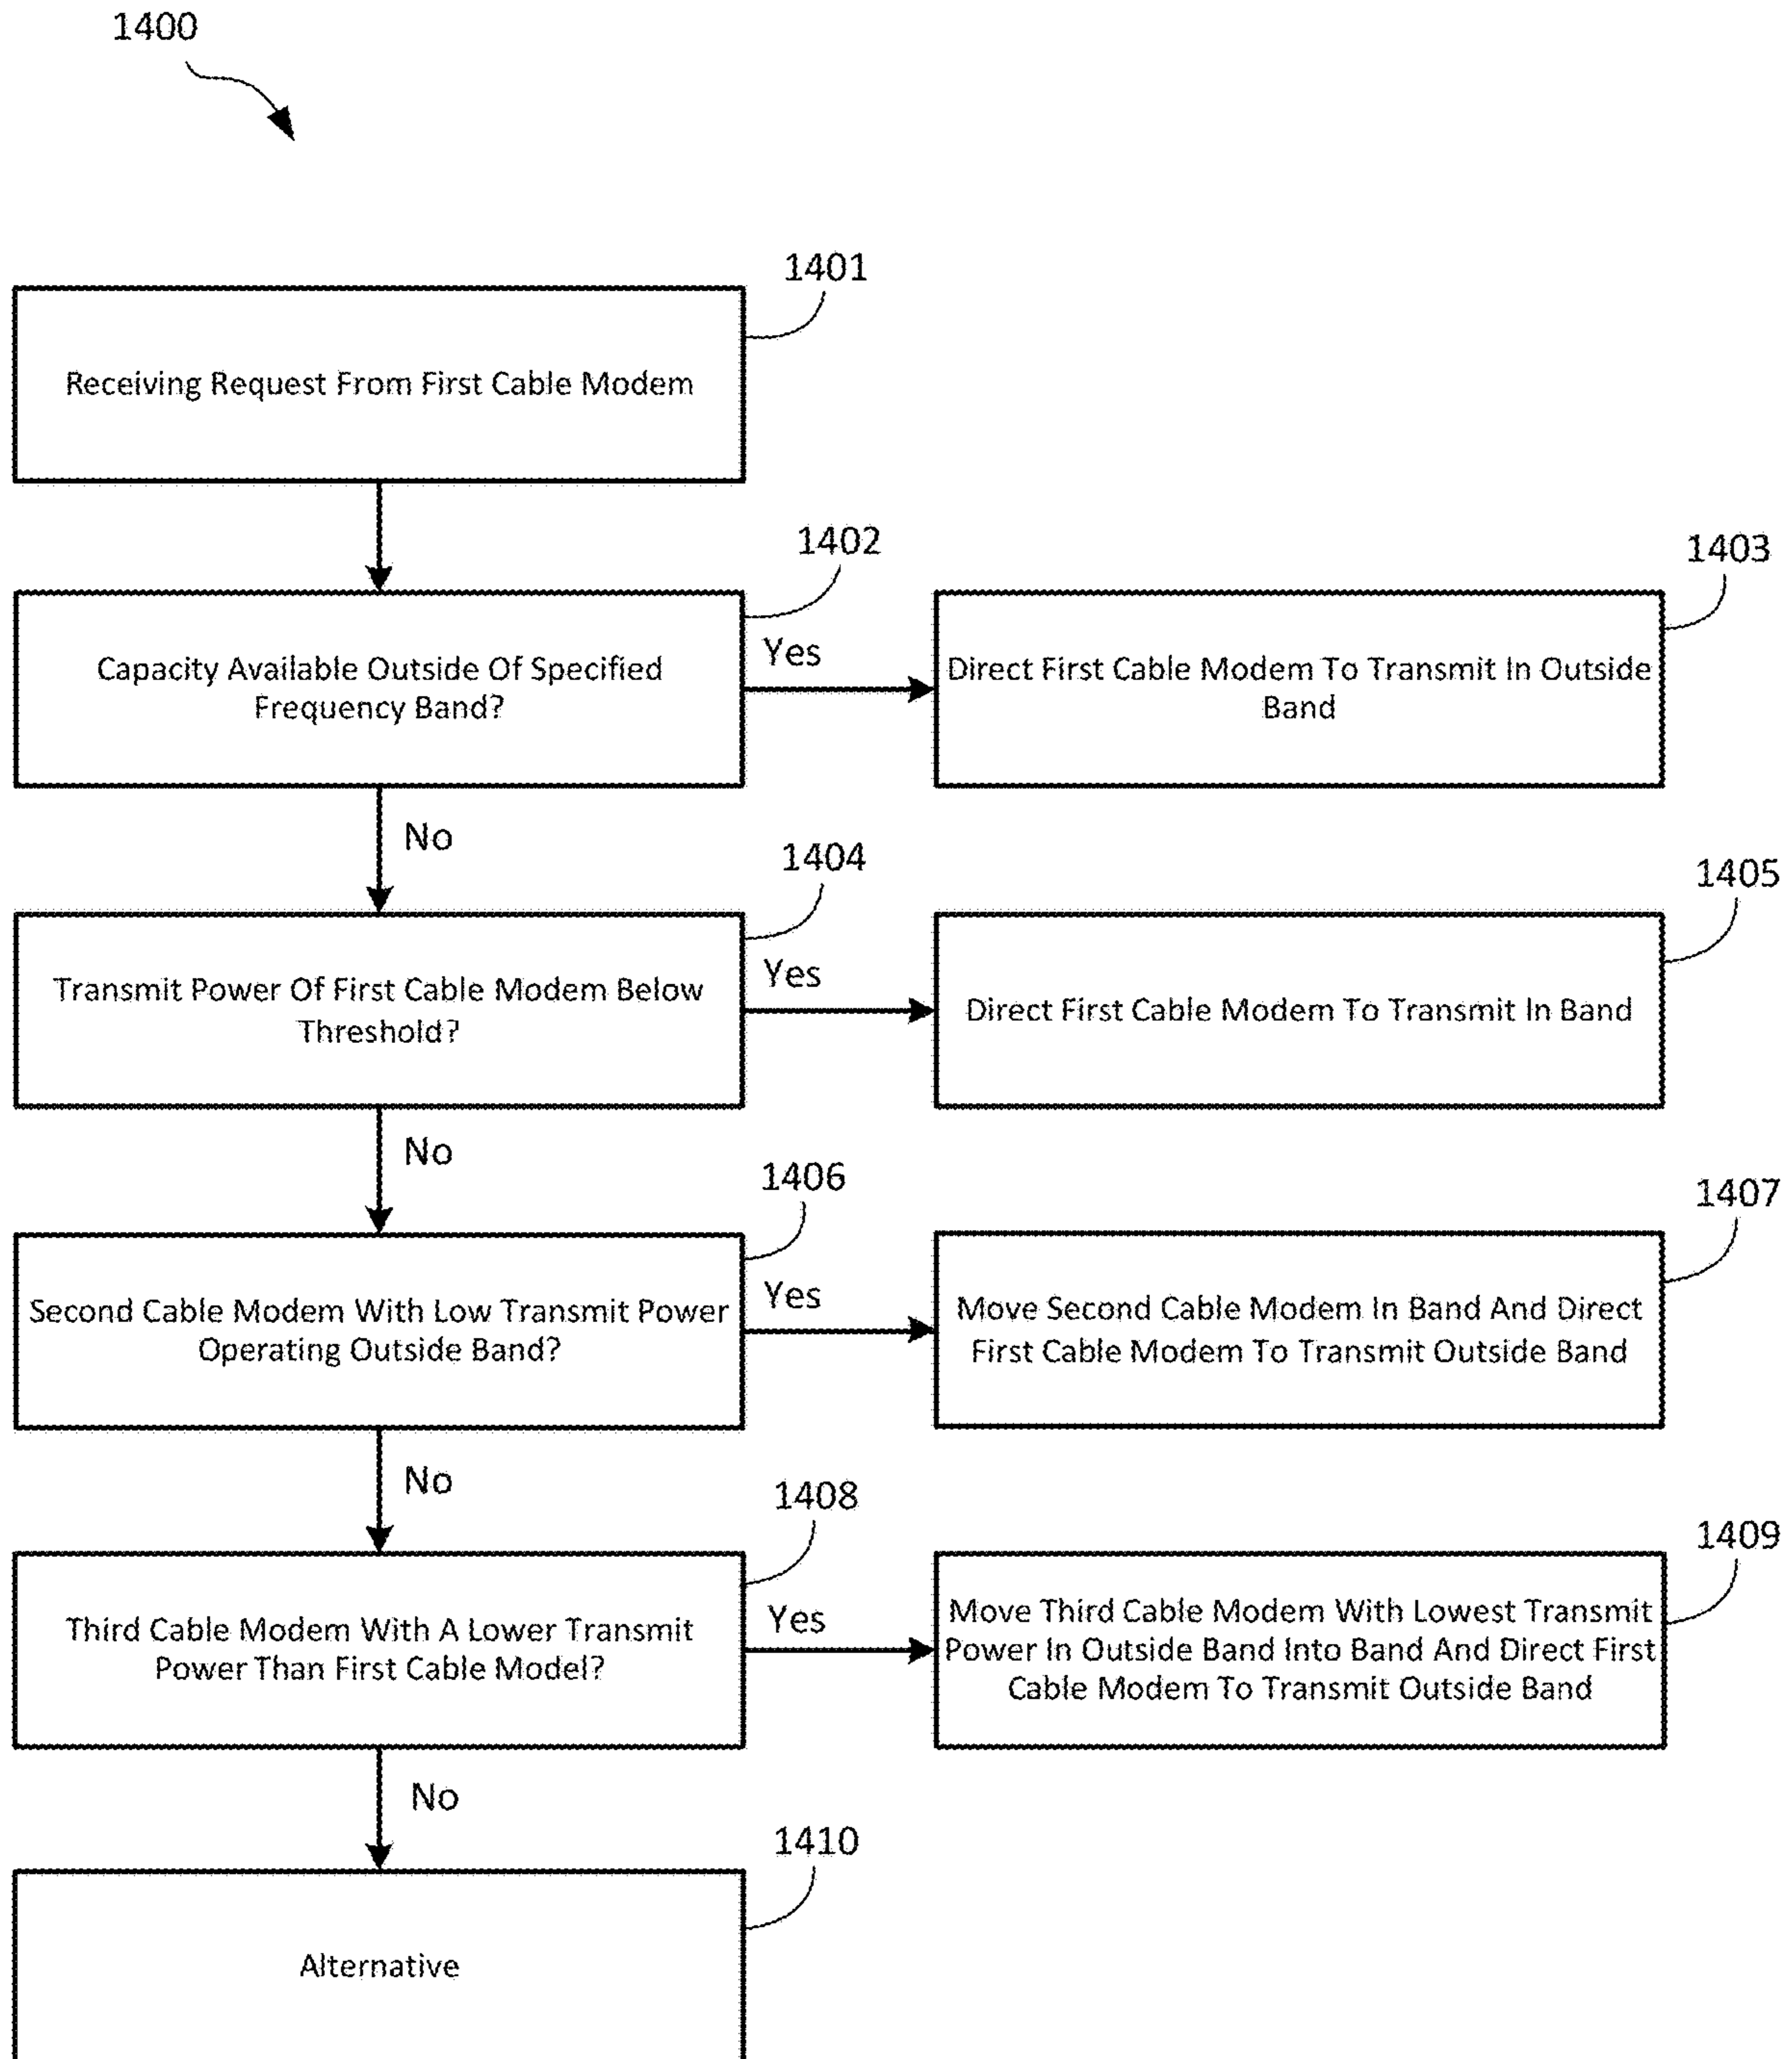 1400
1401
Receiving Request From First Cable Modem
1402
Capacity Available Outside Of Specified
Frequency Band?
Yes
1403
Direct First Cable Modem To Transmit In Outside
Band
No
1404
Transmit Power Of First Cable Modem Below
Threshold?
Yes
1405
Direct First Cable Modem To Transmit In Band
No
1406
Second Cable Modem With Low Transmit Power
Operating Outside Band?
Yes
1407
Move Second Cable Modem In Band And Direct
First Cable Modem To Transmit Outside Band
No
1408
Third Cable Modem With A Lower Transmit
Power Than First Cable Model?
Yes
1409
Move Third Cable Modem With Lowest Transmit
Power In Outside Band Into Band And Direct First
Cable Modem To Transmit Outside Band
No
1410
Alternative